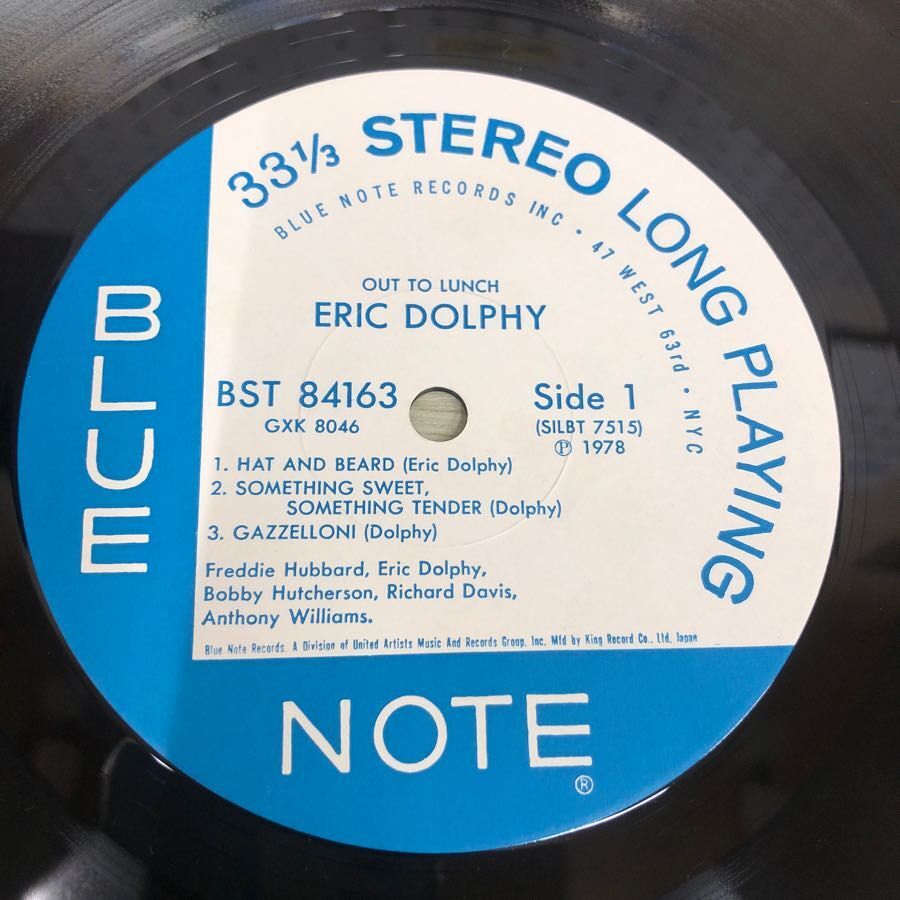 33⅓ STEREO LONG PLAYING
BLUE NOTE RECORDS INC · 47 WEST 63rd · NYC
OUT TO LUNCH
ERIC DOLPHY
BST 84163
GXK 8046
Side 1
(SILBT 7515)
Ⓟ 1978
1. HAT AND BEARD (Eric Dolphy)
2. SOMETHING SWEET,
SOMETHING TENDER (Dolphy)
3. GAZZELLONI (Dolphy)
Freddie Hubbard, Eric Dolphy,
Bobby Hutcherson, Richard Davis,
Anthony Williams.
Blue Note Records. A Division of United Artists Music And Records Group. Inc. Mfd by King Record Co., Ltd. Japan
BLUE
NOTE®